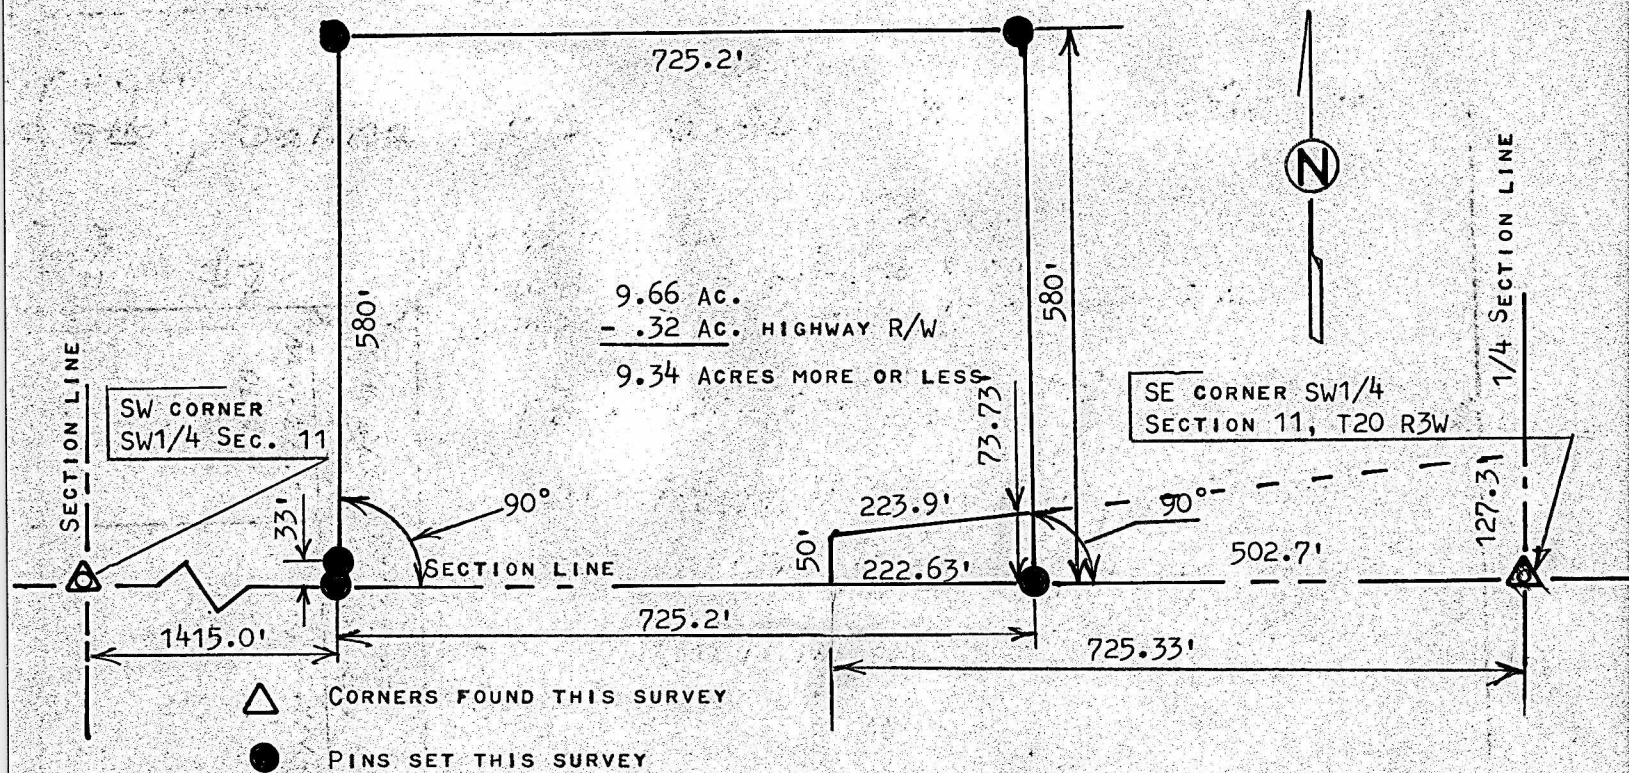 725.2'
N
580'
580'
1/4 SECTION LINE
9.66 AC.
- .32 AC. HIGHWAY R/W
9.34 ACRES MORE OR LESS
SECTION LINE
SW CORNER
SW1/4 SEC. 11
73.73'
SE CORNER SW1/4
SECTION 11, T20 R3W
33'
90°
223.9'
90°
127.31
50'
SECTION LINE
222.63'
502.7'
1415.0'
725.2'
725.33'
CORNERS FOUND THIS SURVEY
PINS SET THIS SURVEY